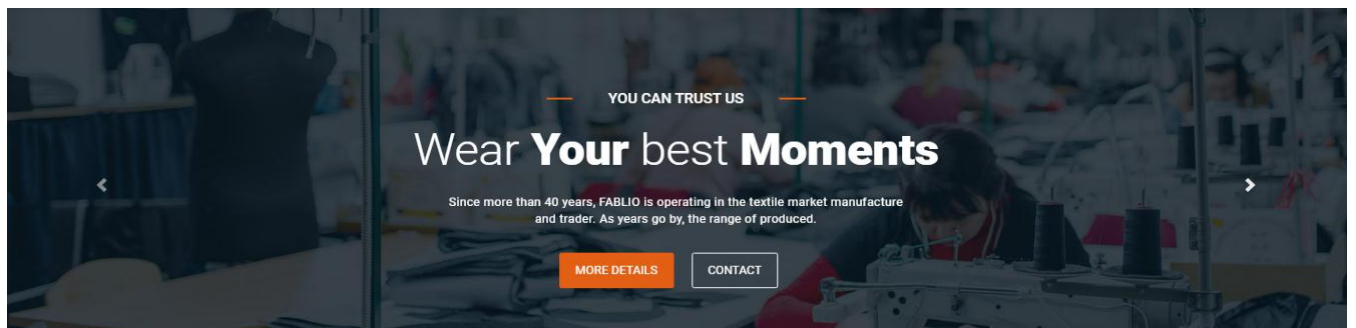 YOU CAN TRUST US
Wear Your best Moments
Since more than 40 years, FABLIO is operating in the textile market manufacture
and trader. As years go by, the range of produced.
MORE DETAILS
CONTACT